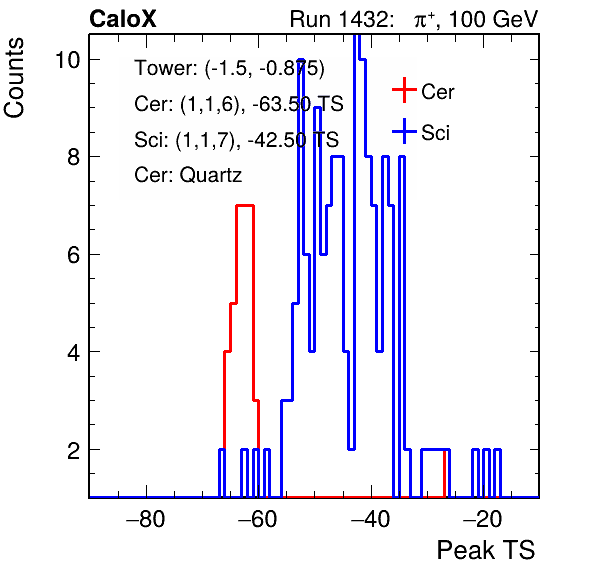 CaloX Run 1432: π⁺, 100 GeV
Counts
Tower: (-1.5, -0.875)
Cer: (1,1,6), -63.50 TS
Sci: (1,1,7), -42.50 TS
Cer: Quartz
Cer
Sci
10
8
6
4
2
−80 −60 −40 −20
Peak TS